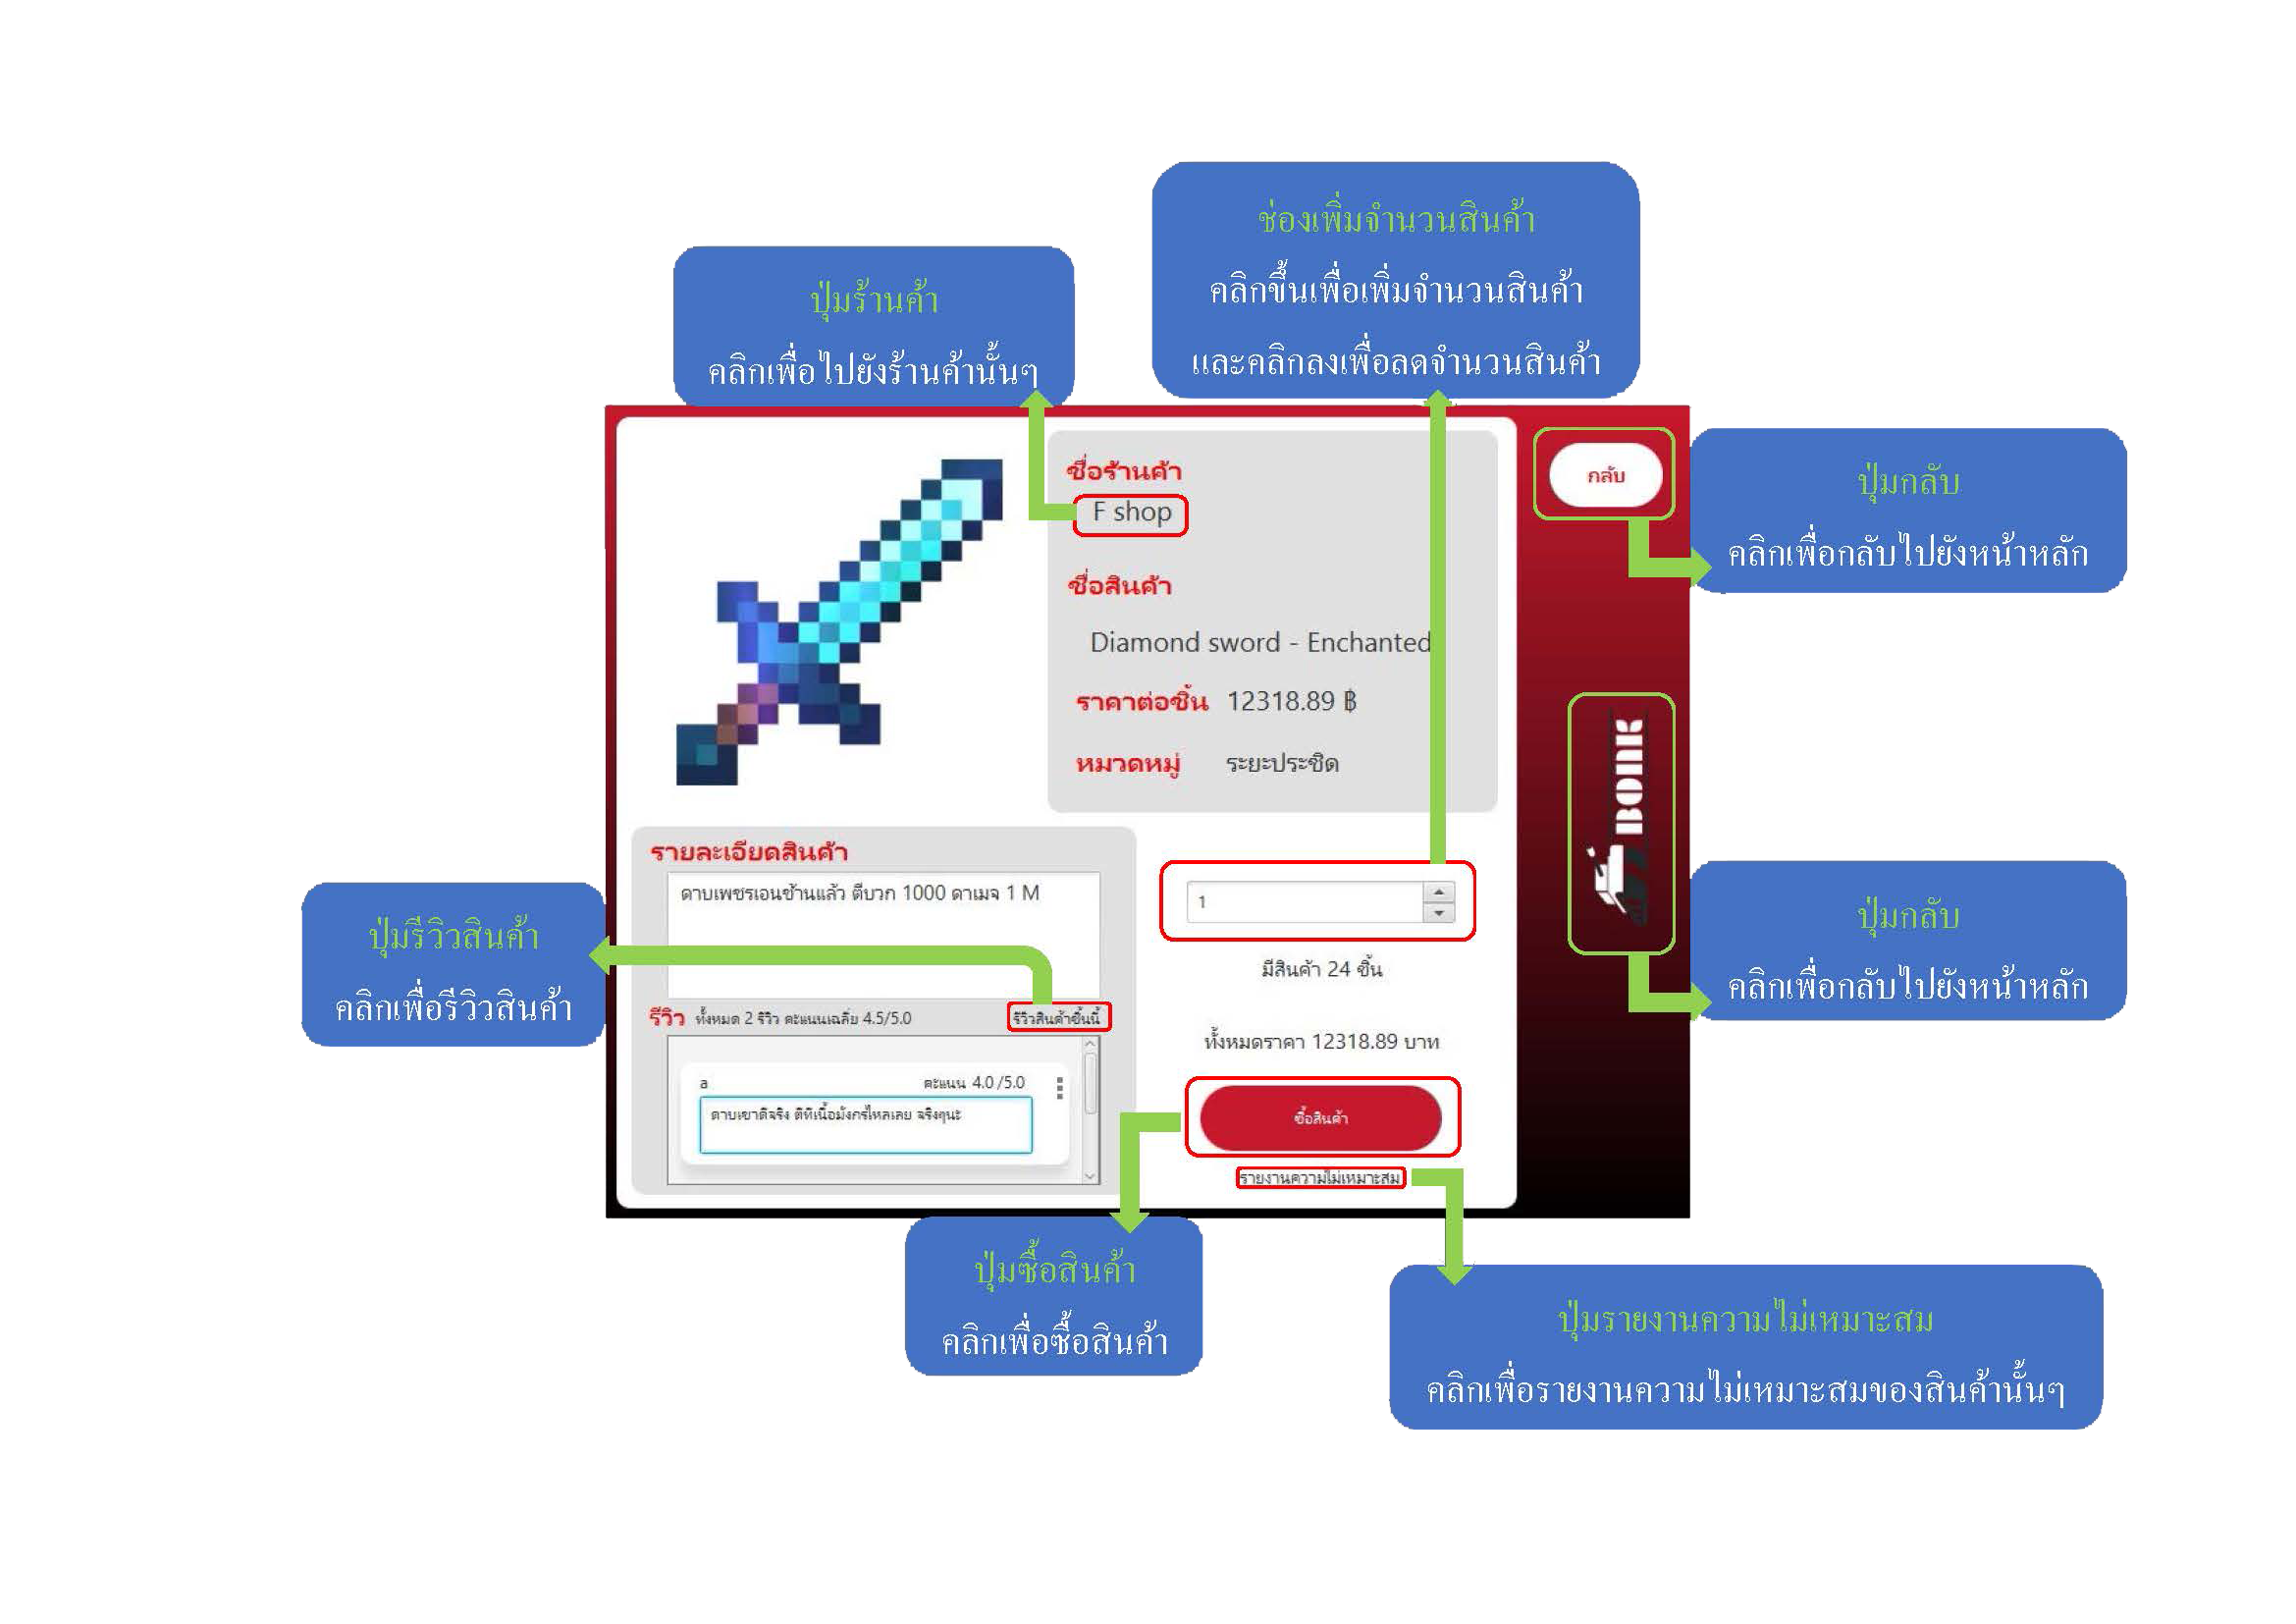 ช่องเพิ่มจำนวนสินค้า
คลิกขึ้นเพื่อเพิ่มจำนวนสินค้า
และคลิกลงเพื่อลดจำนวนสินค้า
ปุ่มร้านค้า
คลิกเพื่อไปยังร้านค้านั้นๆ
ชื่อร้านค้า
F shop
ชื่อสินค้า
Diamond sword - Enchanted
ราคาต่อชิ้น 12318.89 ฿
หมวดหมู่ ระยะประชิด
กลับ
ปุ่มกลับ
คลิกเพื่อกลับไปยังหน้าหลัก
BONK
ปุ่มกลับ
คลิกเพื่อกลับไปยังหน้าหลัก
รายละเอียดสินค้า
ดาบเพชรเอนช้านแล้ว ตีบวก 1000 ดาเมจ 1 M
ปุ่มรีวิวสินค้า
คลิกเพื่อรีวิวสินค้า
รีวิว ทั้งหมด 2 รีวิว คะแนนเฉลี่ย 4.5/5.0 รีวิวสินค้าชิ้นนี้
a คะแนน 4.0 /5.0
ดาบเขาดีจริง ตีทีเนื้อมังกรไหลเลย จริงๆนะ
1
มีสินค้า 24 ชิ้น
ทั้งหมดราคา 12318.89 บาท
ซื้อสินค้า
รายงานความไม่เหมาะสม
ปุ่มซื้อสินค้า
คลิกเพื่อซื้อสินค้า
ปุ่มรายงานความไม่เหมาะสม
คลิกเพื่อรายงานความไม่เหมาะสมของสินค้านั้นๆ